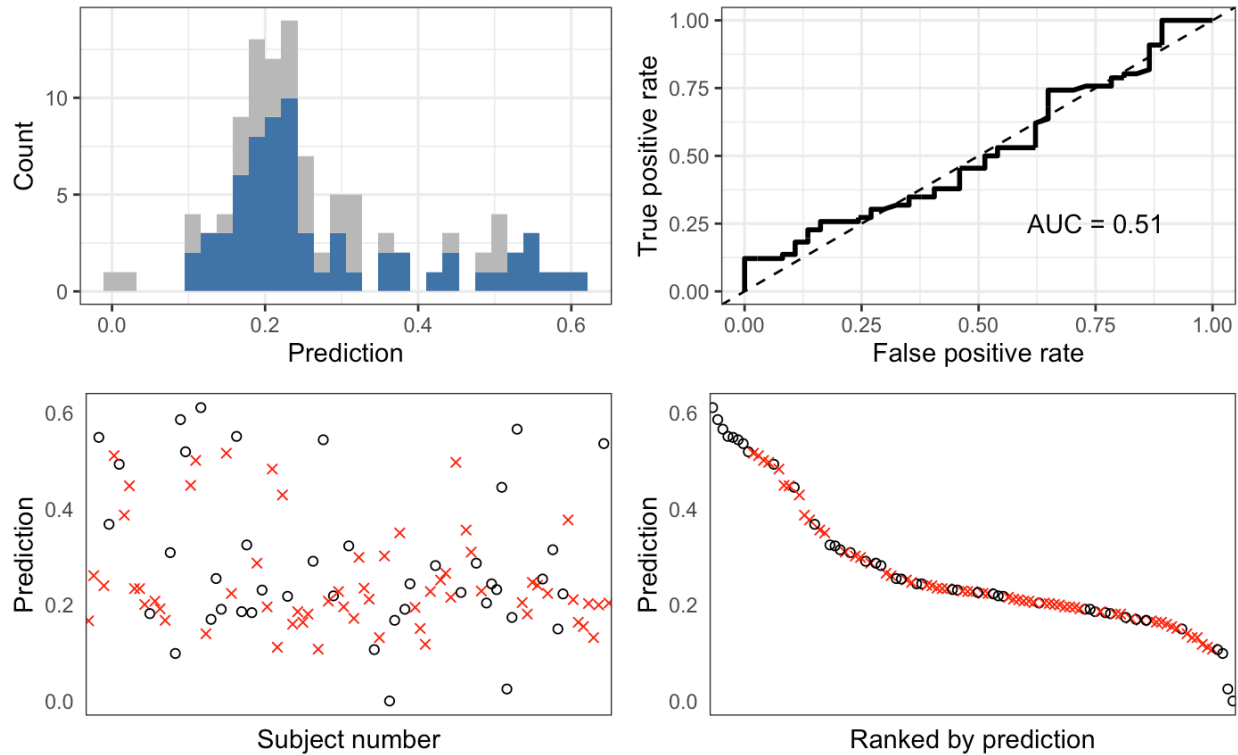 10
5
0
Count
0.0 0.2 0.4 0.6
Prediction
1.00
0.75
0.50
0.25
0.00
True positive rate
AUC = 0.51
0.00 0.25 0.50 0.75 1.00
False positive rate
0.6
0.4
0.2
0.0
Prediction
Subject number
0.6
0.4
0.2
0.0
Prediction
Ranked by prediction